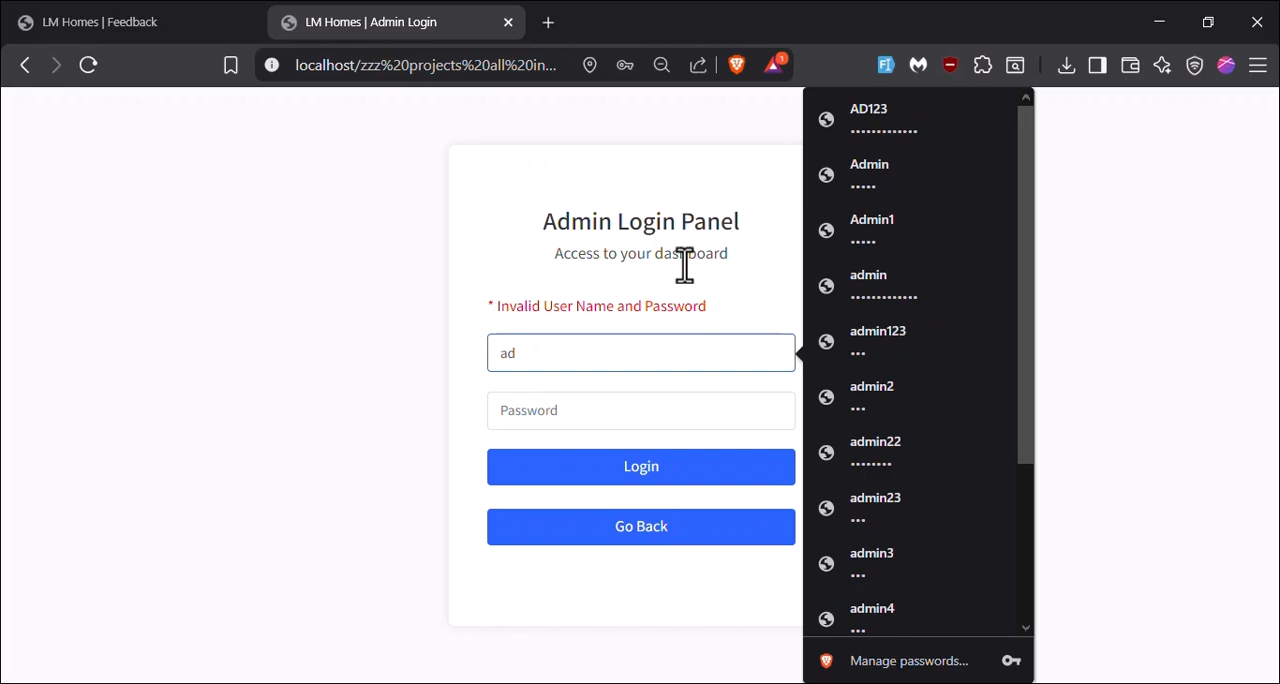 LM Homes | Feedback
LM Homes | Admin Login
localhost/zzz%20projects%20all%20in...
1
Admin Login Panel
Access to your dashboard
* Invalid User Name and Password
ad
Password
Login
Go Back
AD123
•••••••••••••
Admin
•••••
Admin1
•••••
admin
•••••••••••••
admin123
•••
admin2
•••
admin22
••••••••
admin23
•••
admin3
•••
admin4
•••
Manage passwords...